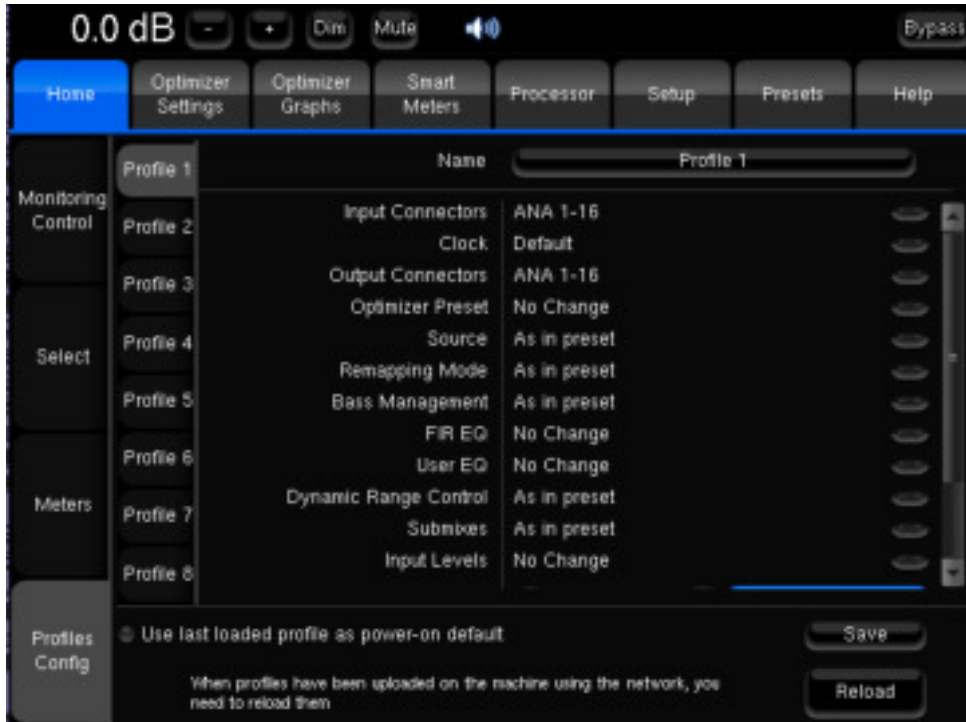 0.0 dB - + Dim Mute Bypass
Home Optimizer Settings Optimizer Graphs Smart Meters Processor Setup Presets Help
Monitoring Control
Select
Meters
Profiles Config
Profile 1
Profile 2
Profile 3
Profile 4
Profile 5
Profile 6
Profile 7
Profile 8
Name Profile 1
Input Connectors ANA 1-16
Clock Default
Output Connectors ANA 1-16
Optimizer Preset No Change
Source As in preset
Remapping Mode As in preset
Bass Management As in preset
FIR EQ No Change
User EQ No Change
Dynamic Range Control As in preset
Submixes As in preset
Input Levels No Change
Use last loaded profile as power-on default
Save
When profiles have been uploaded on the machine using the network, you
need to reload them
Reload